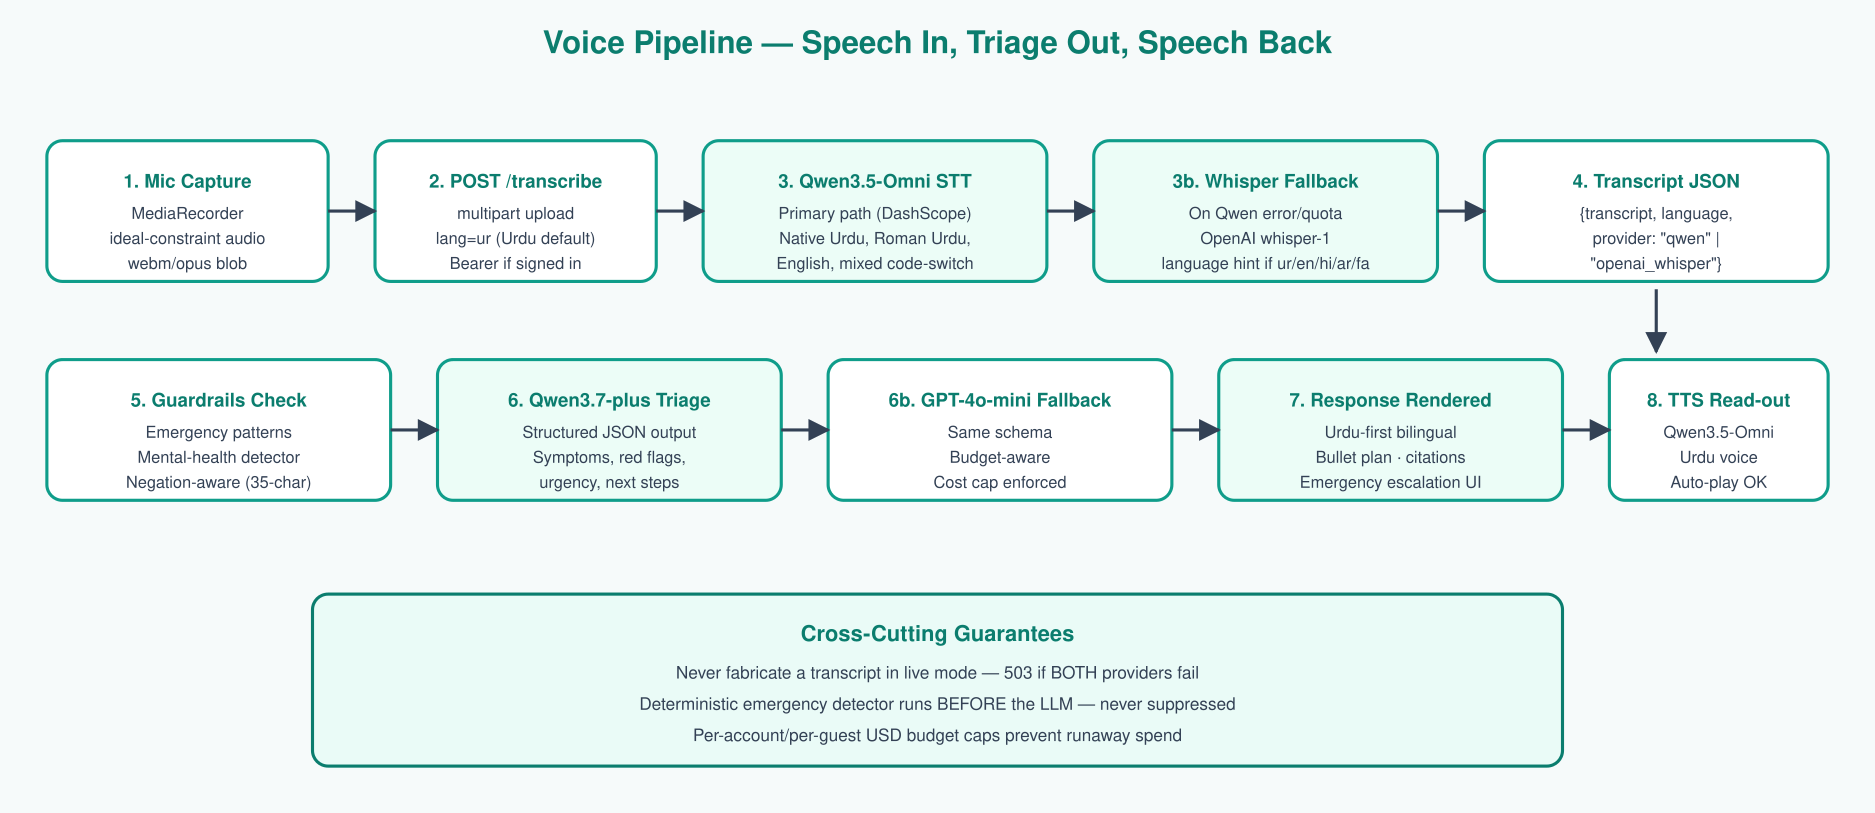 Voice Pipeline — Speech In, Triage Out, Speech Back
1. Mic Capture
MediaRecorder
ideal-constraint audio
webm/opus blob
2. POST /transcribe
multipart upload
lang=ur (Urdu default)
Bearer if signed in
3. Qwen3.5-Omni STT
Primary path (DashScope)
Native Urdu, Roman Urdu,
English, mixed code-switch
3b. Whisper Fallback
On Qwen error/quota
OpenAI whisper-1
language hint if ur/en/hi/ar/fa
4. Transcript JSON
{transcript, language,
provider: "qwen" |
"openai_whisper"}
5. Guardrails Check
Emergency patterns
Mental-health detector
Negation-aware (35-char)
6. Qwen3.7-plus Triage
Structured JSON output
Symptoms, red flags,
urgency, next steps
6b. GPT-4o-mini Fallback
Same schema
Budget-aware
Cost cap enforced
7. Response Rendered
Urdu-first bilingual
Bullet plan · citations
Emergency escalation UI
8. TTS Read-out
Qwen3.5-Omni
Urdu voice
Auto-play OK
Cross-Cutting Guarantees
Never fabricate a transcript in live mode — 503 if BOTH providers fail
Deterministic emergency detector runs BEFORE the LLM — never suppressed
Per-account/per-guest USD budget caps prevent runaway spend